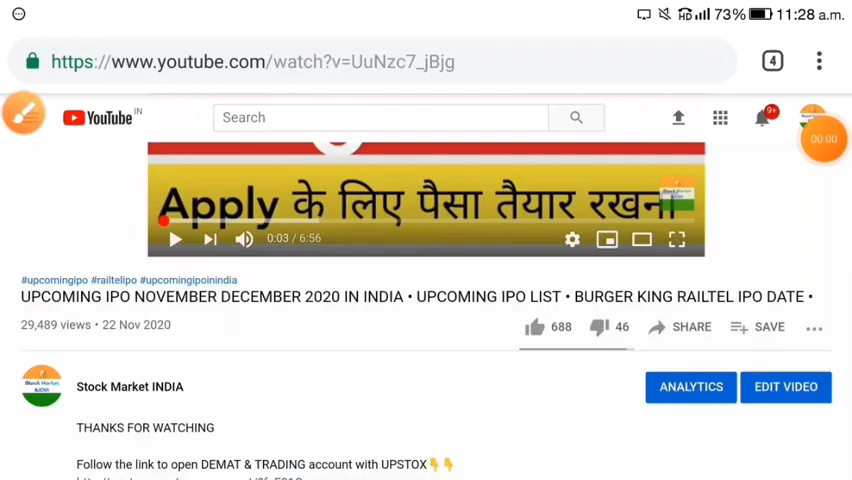 HD 73% 11:28 a.m.
https://www.youtube.com/watch?v=UuNzc7_jBjg
4
YouTube IN
Search
9+
00:00
Apply के लिए पैसा तैयार रखना
0:03 / 6:56
#upcomingipo #railtelipo #upcomingipoinindia
UPCOMING IPO NOVEMBER DECEMBER 2020 IN INDIA • UPCOMING IPO LIST • BURGER KING RAILTEL IPO DATE •
29,489 views • 22 Nov 2020
688 46 SHARE SAVE
Stock Market INDIA
ANALYTICS EDIT VIDEO
THANKS FOR WATCHING
Follow the link to open DEMAT & TRADING account with UPSTOX👇👇